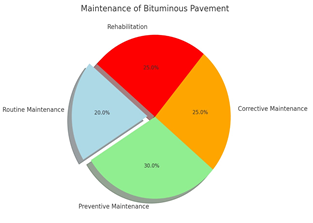 Maintenance of Bituminous Pavement
Rehabilitation
25.0%
Routine Maintenance
20.0%
25.0%
Corrective Maintenance
30.0%
Preventive Maintenance